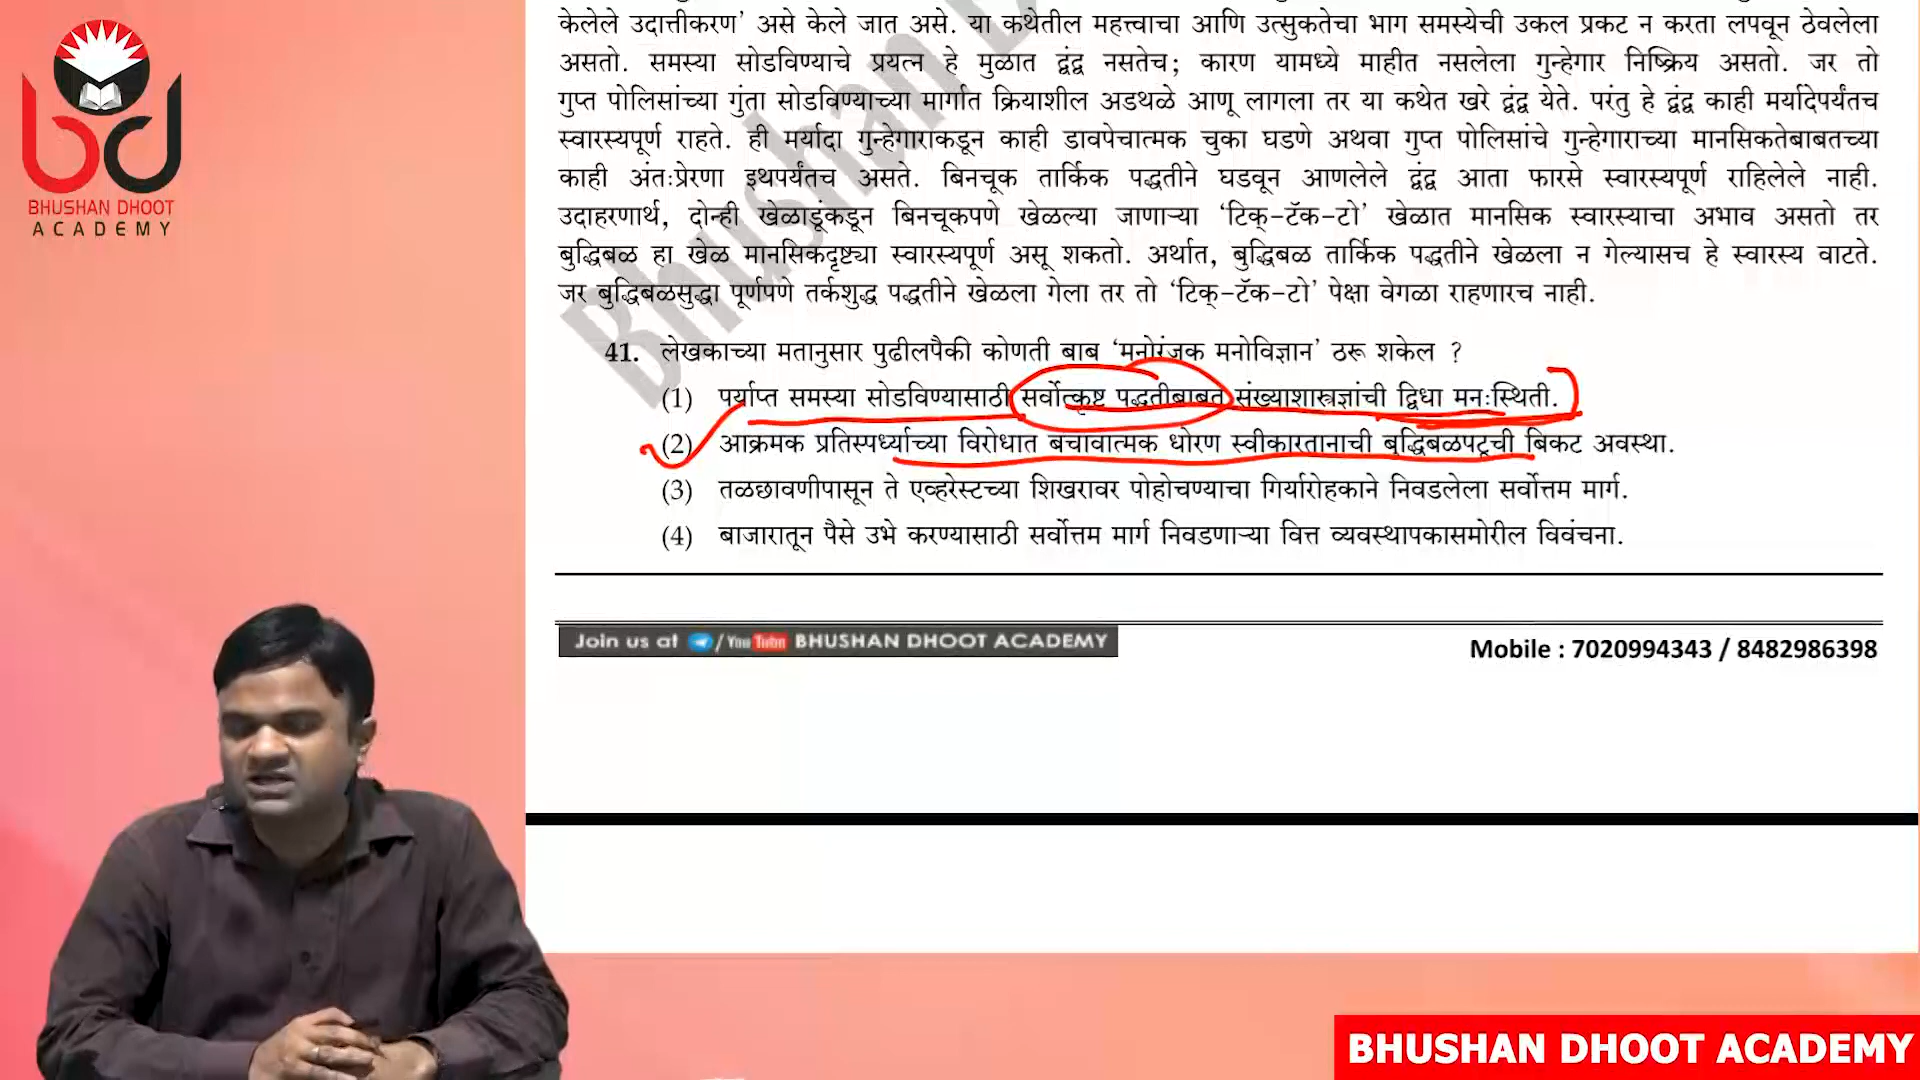 केलेले उदात्तीकरण’ असे केले जात असे. या कथेतील महत्त्वाचा आणि उत्सुकतेचा भाग समस्येची उकल प्रकट न करता लपवून ठेवलेला
असतो. समस्या सोडविण्याचे प्रयत्न हे मुळात द्वंद्व नसतेच; कारण यामध्ये माहीत नसलेला गुन्हेगार निष्क्रिय असतो. जर तो
गुप्त पोलिसांच्या गुंता सोडविण्याच्या मार्गात क्रियाशील अडथळे आणू लागला तर या कथेत खरे द्वंद्व येते. परंतु हे द्वंद्व काही मर्यादेपर्यंतच
स्वारस्यपूर्ण राहते. ही मर्यादा गुन्हेगाराकडून काही डावपेचात्मक चुका घडणे अथवा गुप्त पोलिसांचे गुन्हेगाराच्या मानसिकतेबाबतच्या
काही अंतःप्रेरणा इथपर्यंतच असते. बिनचूक तार्किक पद्धतीने घडवून आणलेले द्वंद्व आता फारसे स्वारस्यपूर्ण राहिलेले नाही.
उदाहरणार्थ, दोन्ही खेळाडूंकडून बिनचूकपणे खेळल्या जाणाऱ्या ‘टिक्-टॅक-टो’ खेळात मानसिक स्वारस्याचा अभाव असतो तर
बुद्धिबळ हा खेळ मानसिकदृष्ट्या स्वारस्यपूर्ण असू शकतो. अर्थात, बुद्धिबळ तार्किक पद्धतीने खेळला न गेल्यासच हे स्वारस्य वाटते.
जर बुद्धिबळसुद्धा पूर्णपणे तर्कशुद्ध पद्धतीने खेळला गेला तर तो ‘टिक्-टॅक-टो’ पेक्षा वेगळा राहणारच नाही.
41. लेखकाच्या मतानुसार पुढीलपैकी कोणती बाब ‘मनोरंजक मनोविज्ञान’ ठरू शकेल ?
(1) पर्याप्त समस्या सोडविण्यासाठी सर्वोत्कृष्ट पद्धतीबाबत संख्याशास्त्रज्ञांची द्विधा मनःस्थिती.
(2) आक्रमक प्रतिस्पर्ध्याच्या विरोधात बचावात्मक धोरण स्वीकारतानाची बुद्धिबळपटूची बिकट अवस्था.
(3) तळछावणीपासून ते एव्हरेस्टच्या शिखरावर पोहोचण्याचा गिर्यारोहकाने निवडलेला सर्वोत्तम मार्ग.
(4) बाजारातून पैसे उभे करण्यासाठी सर्वोत्तम मार्ग निवडणाऱ्या वित्त व्यवस्थापकासमोरील विवंचना.
Join us at / YouTube BHUSHAN DHOOT ACADEMY
Mobile : 7020994343 / 8482986398
bd
BHUSHAN DHOOT
ACADEMY
Bhushan
BHUSHAN DHOOT ACADEMY